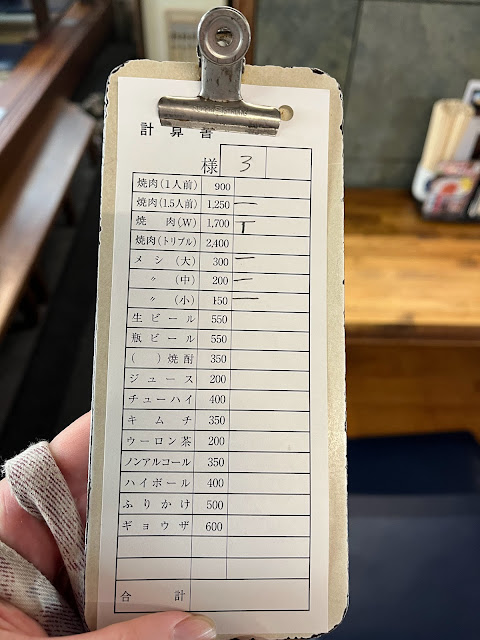 計算書
様 3
焼肉(1人前) 900
焼肉(1.5人前) 1,250 一
焼肉(W) 1,700 T
焼肉(トリプル) 2,400
メシ(大) 300 一
〃(中) 200 一
〃(小) 150 一
生ビール 550
瓶ビール 550
( )焼酎 350
ジュース 200
チューハイ 400
キムチ 350
ウーロン茶 200
ノンアルコール 350
ハイボール 400
ふりかけ 500
ギョウザ 600
合計